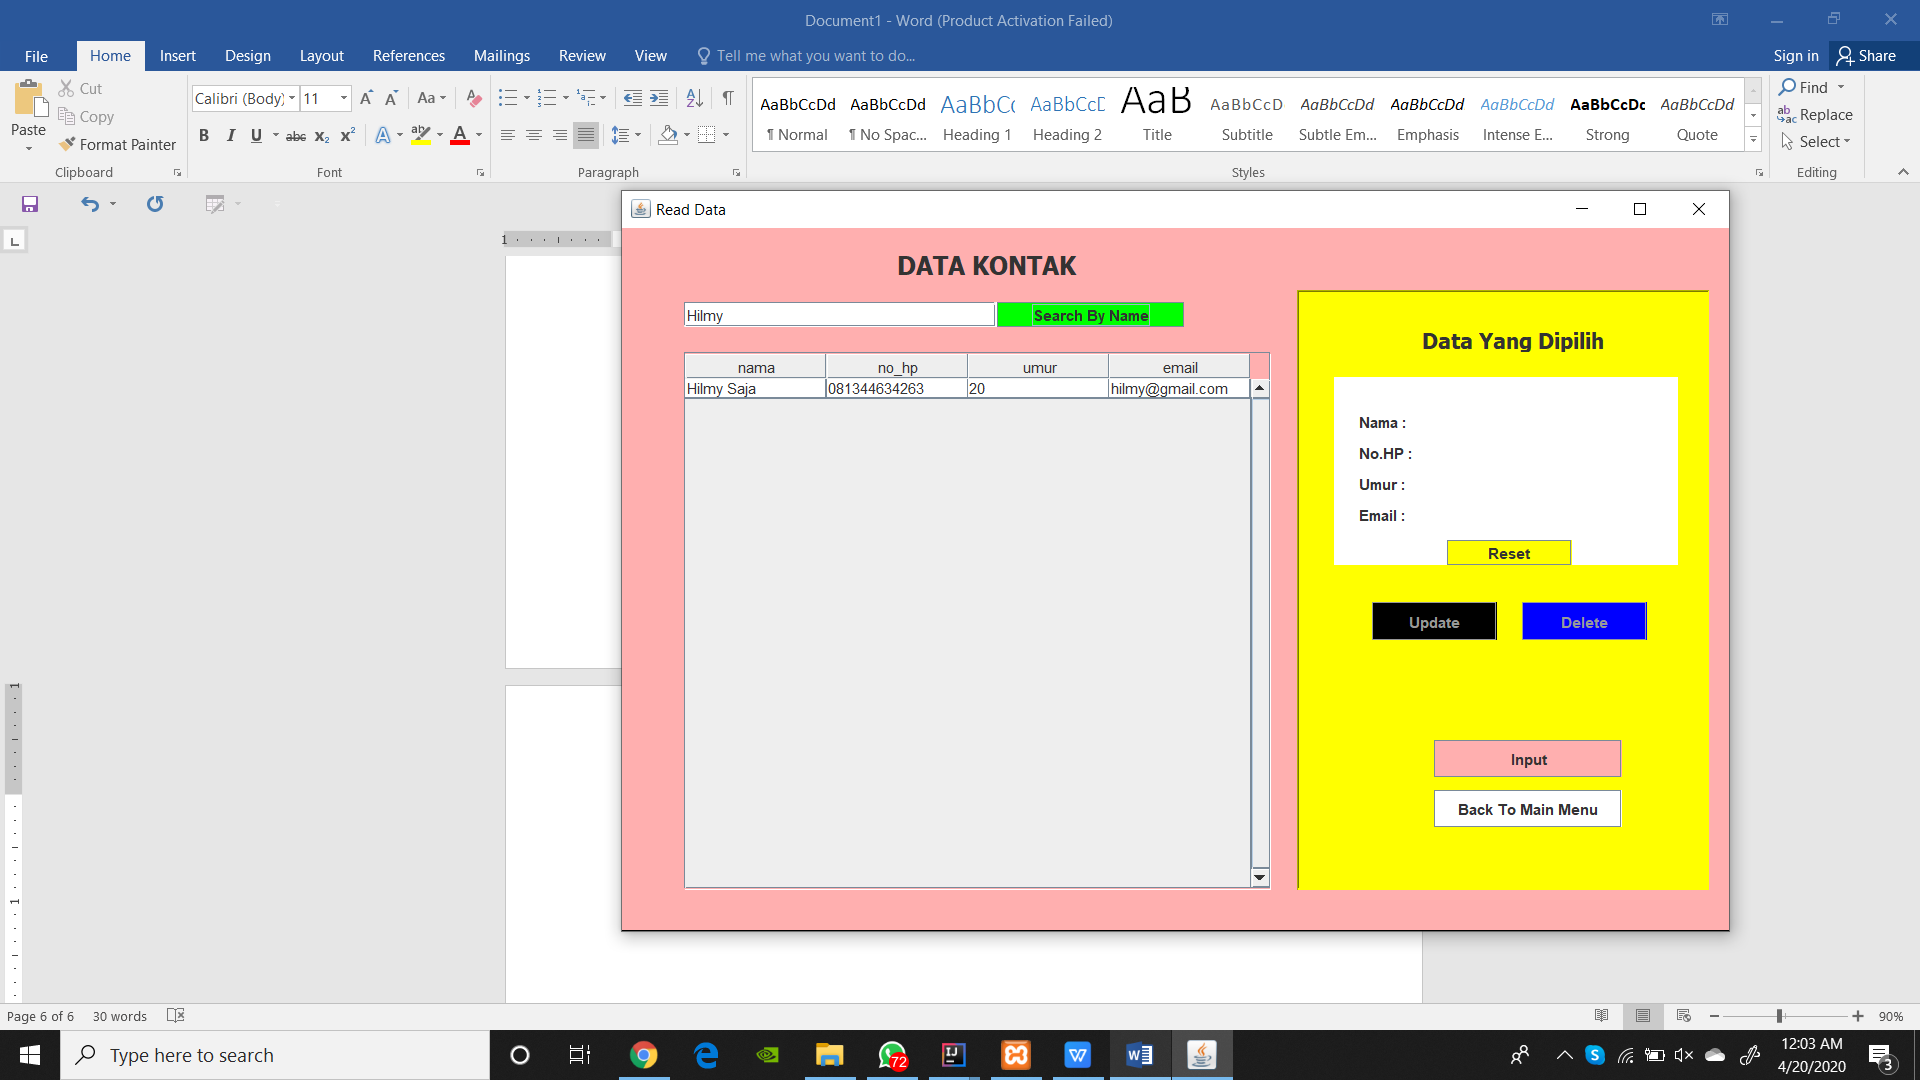 Document1 - Word (Product Activation Failed)
File Home Insert Design Layout References Mailings Review View Tell me what you want to do... Sign in Share
Paste
Cut
Copy
Format Painter
Clipboard
Calibri (Body) 11
Font
Paragraph
AaBbCcDd AaBbCcDd AaBbCc AaBbCcD AaB AaBbCcD AaBbCcDd AaBbCcDd AaBbCcDd AaBbCcDc AaBbCcDd
¶ Normal ¶ No Spac... Heading 1 Heading 2 Title Subtitle Subtle Em... Emphasis Intense E... Strong Quote
Styles
Find
Replace
Select
Editing
Read Data
DATA KONTAK
Hilmy Search By Name
nama no_hp umur email
Hilmy Saja 081344634263 20 hilmy@gmail.com
Data Yang Dipilih
Nama :
No.HP :
Umur :
Email :
Reset
Update Delete
Input
Back To Main Menu
Page 6 of 6 30 words 90%
Type here to search
72
12:03 AM
4/20/2020
3